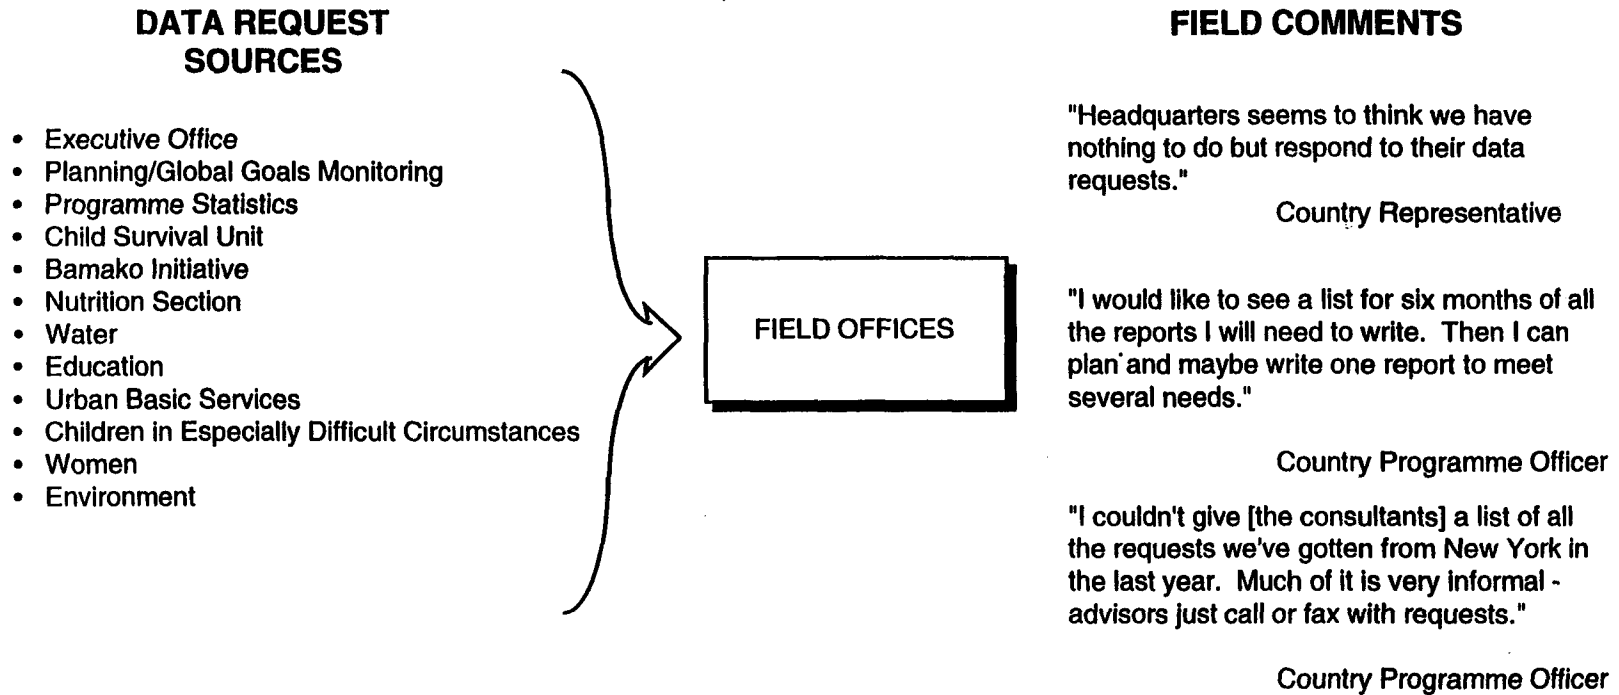 DATA REQUEST
SOURCES
• Executive Office
• Planning/Global Goals Monitoring
• Programme Statistics
• Child Survival Unit
• Bamako Initiative
• Nutrition Section
• Water
• Education
• Urban Basic Services
• Children in Especially Difficult Circumstances
• Women
• Environment
FIELD OFFICES
FIELD COMMENTS
"Headquarters seems to think we have
nothing to do but respond to their data
requests."
Country Representative
"I would like to see a list for six months of all
the reports I will need to write. Then I can
plan and maybe write one report to meet
several needs."
Country Programme Officer
"I couldn't give [the consultants] a list of all
the requests we've gotten from New York in
the last year. Much of it is very informal -
advisors just call or fax with requests."
Country Programme Officer